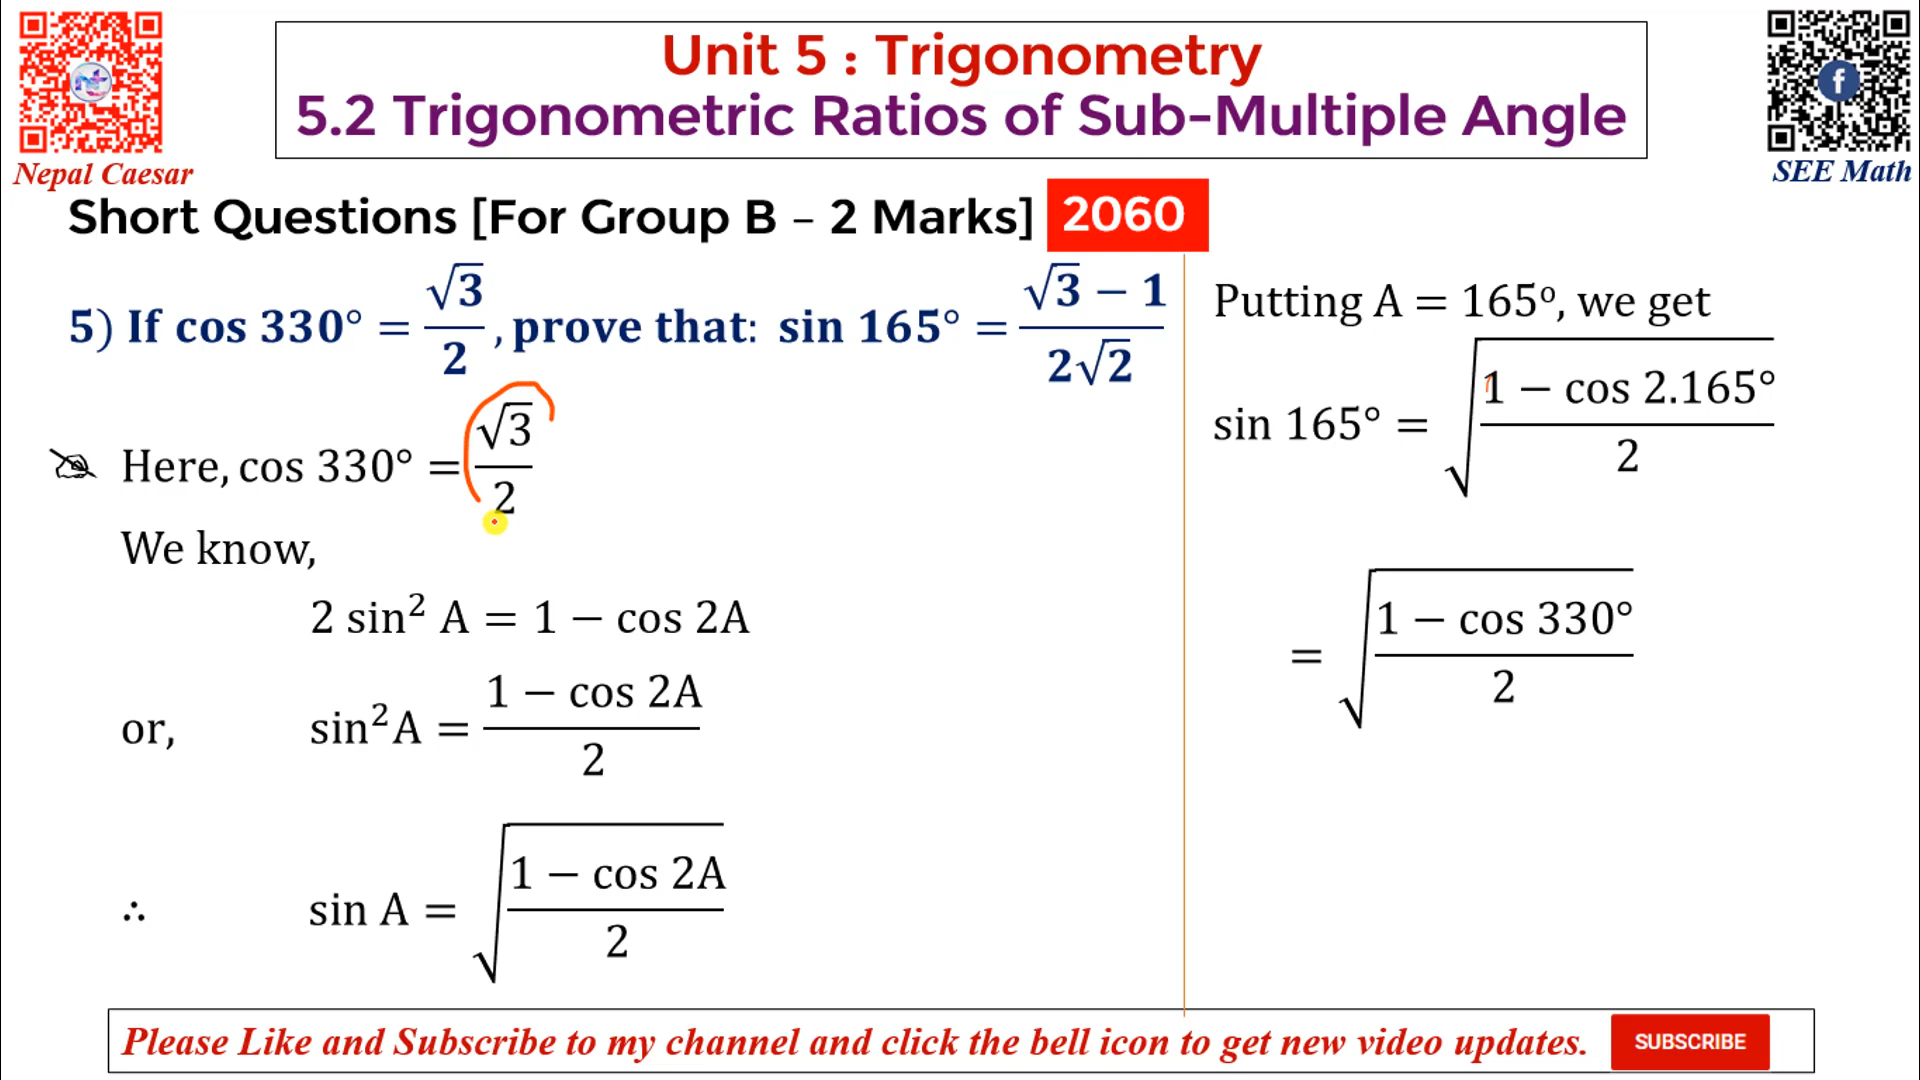 Unit 5 : Trigonometry
5.2 Trigonometric Ratios of Sub-Multiple Angle
Nepal Caesar
SEE Math
Short Questions [For Group B – 2 Marks] 2060
5) If cos 330° = √3/2 , prove that: sin 165° = (√3 − 1)/(2√2)
Here, cos 330° = √3/2
We know,
2 sin² A = 1 − cos 2A
or, sin²A = (1 − cos 2A)/2
∴ sin A = √((1 − cos 2A)/2)
Putting A = 165°, we get
sin 165° = √((1 − cos 2.165°)/2)
= √((1 − cos 330°)/2)
Please Like and Subscribe to my channel and click the bell icon to get new video updates. SUBSCRIBE